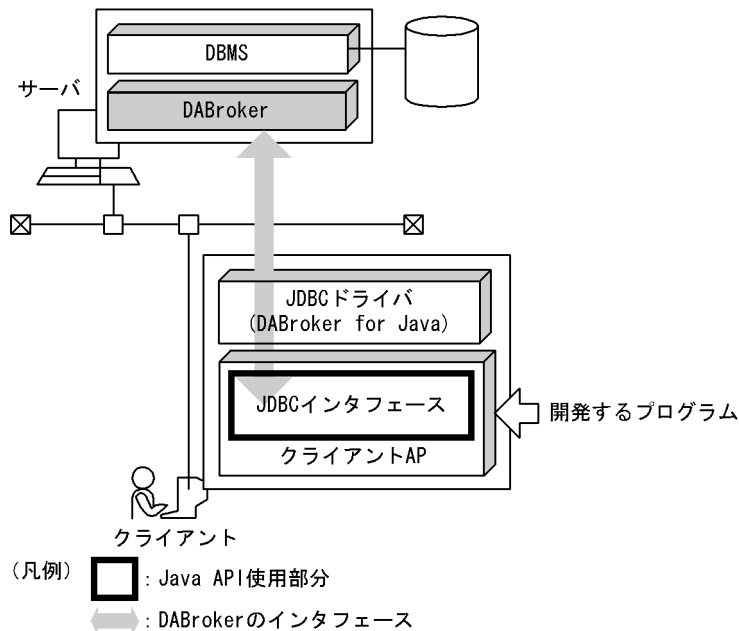 DBMS
サーバ
DABroker
JDBCドライバ
(DABroker for Java)
JDBCインタフェース
開発するプログラム
クライアントAP
クライアント
(凡例)
：Java API使用部分
：DABrokerのインタフェース